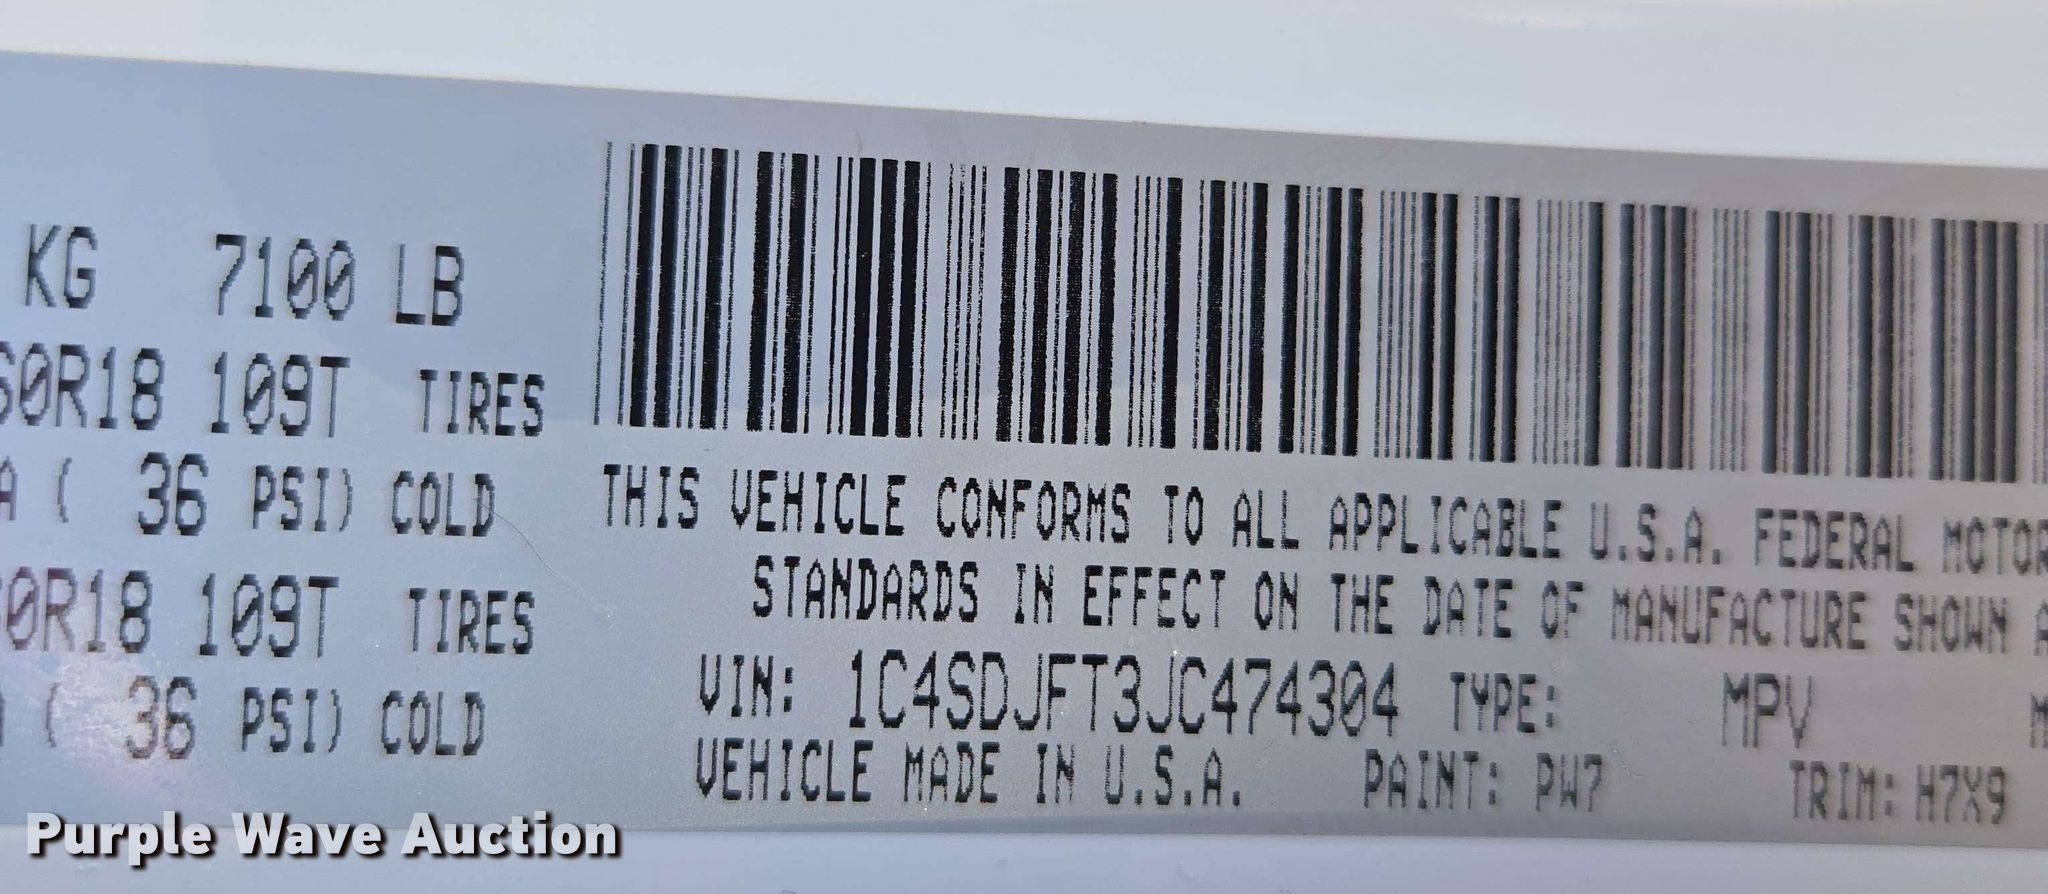 KG 7100 LB
60R18 109T TIRES
A ( 36 PSI) COLD
0R18 109T TIRES
( 36 PSI) COLD
THIS VEHICLE CONFORMS TO ALL APPLICABLE U.S.A. FEDERAL MOTOR
STANDARDS IN EFFECT ON THE DATE OF MANUFACTURE SHOWN A
VIN: 1C4SDJFT3JC474304 TYPE: MPV M
VEHICLE MADE IN U.S.A. PAINT: PW7 TRIM: H7X9
Purple Wave Auction